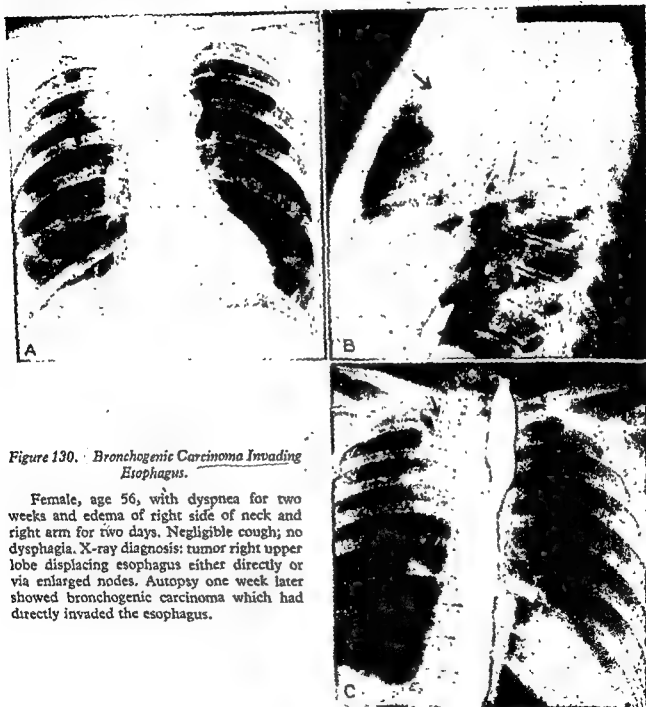 A
B
Figure 130. Bronchogenic Carcinoma Invading
Esophagus.
Female, age 56, with dyspnea for two
weeks and edema of right side of neck and
right arm for two days. Negligible cough; no
dysphagia. X-ray diagnosis: tumor right upper
lobe displacing esophagus either directly or
via enlarged nodes. Autopsy one week later
showed bronchogenic carcinoma which had
directly invaded the esophagus.
C